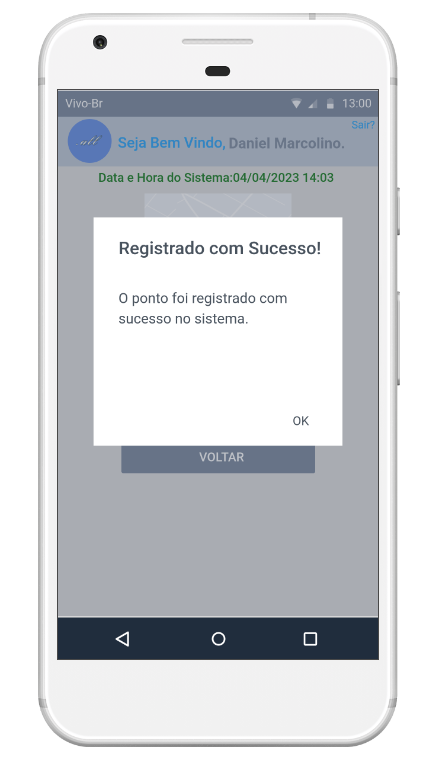 Vivo-Br 13:00
Sair?
Seja Bem Vindo, Daniel Marcolino.
Data e Hora do Sistema:04/04/2023 14:03
Registrado com Sucesso!
O ponto foi registrado com
sucesso no sistema.
OK
VOLTAR